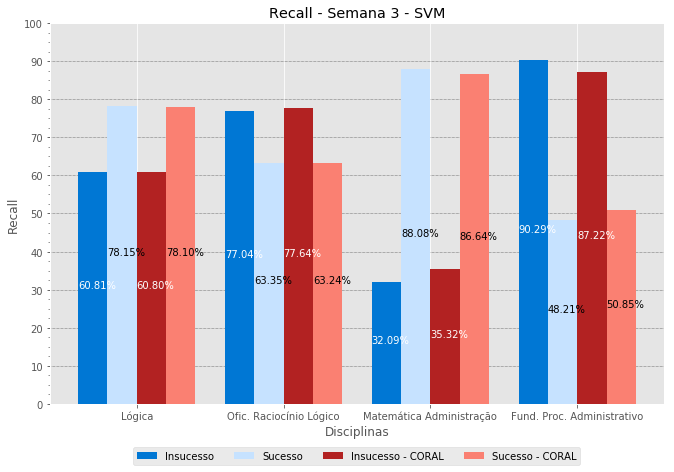 Recall - Semana 3 - SVM
100
90
80
70
60
50
40
30
20
10
0
Recall
60.81%
78.15%
60.80%
78.10%
77.04%
63.35%
77.64%
63.24%
32.09%
88.08%
35.32%
86.64%
90.29%
48.21%
87.22%
50.85%
Lógica
Ofic. Raciocínio Lógico
Matemática Administração
Fund. Proc. Administrativo
Disciplinas
Insucesso
Sucesso
Insucesso - CORAL
Sucesso - CORAL